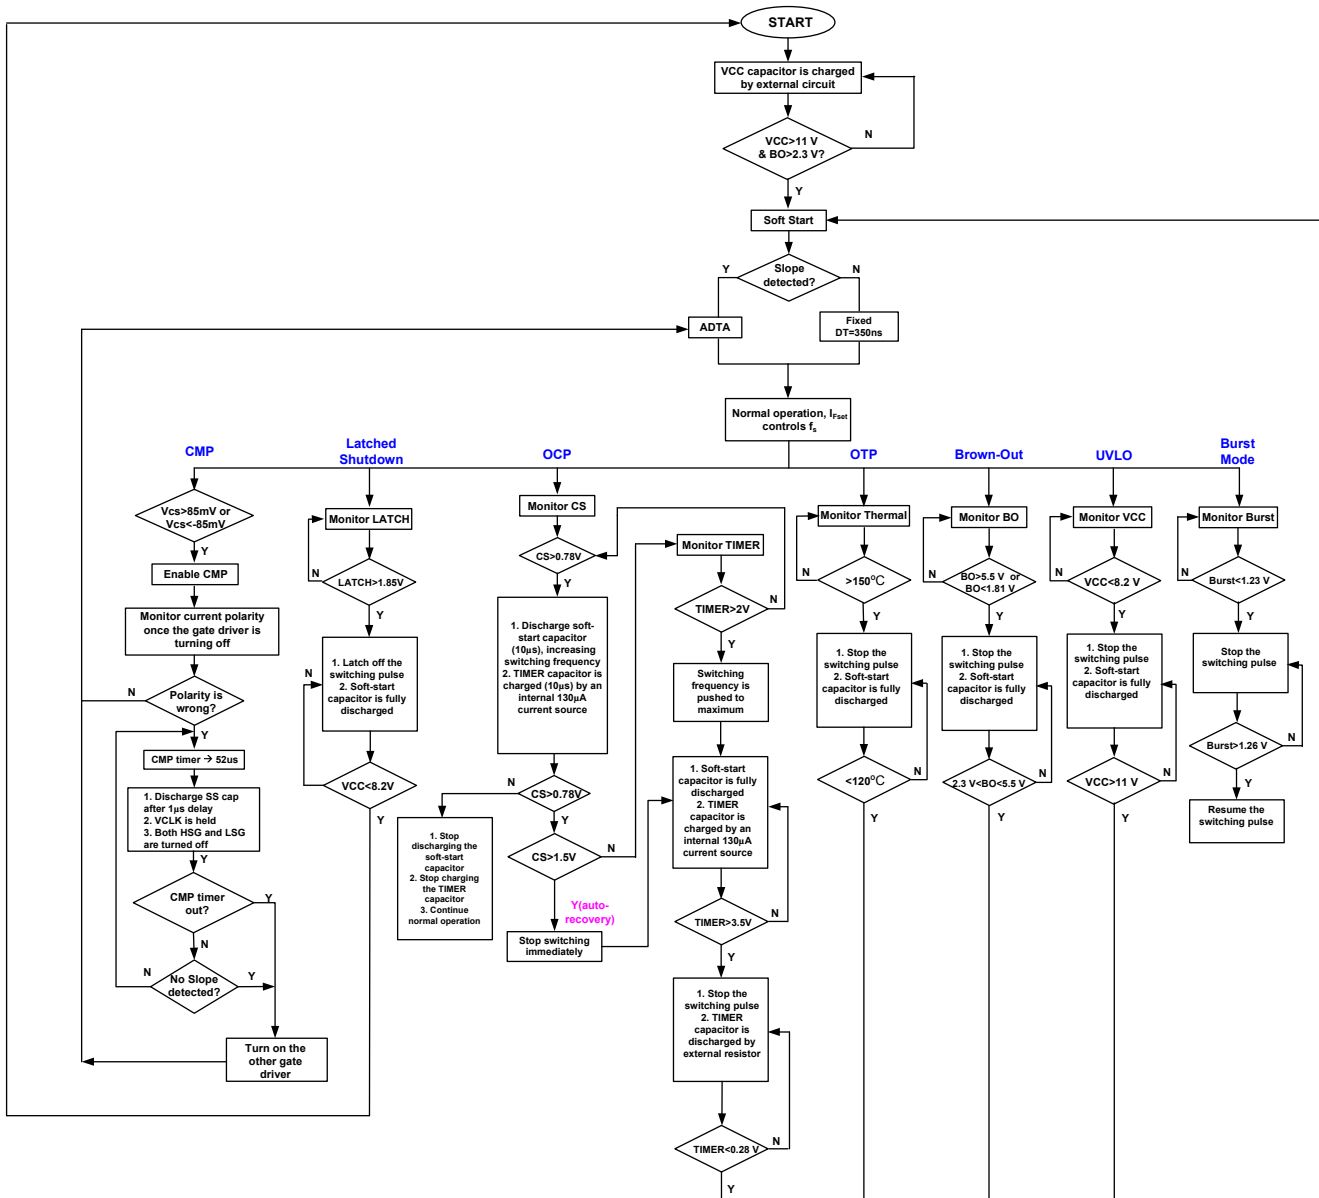 START
VCC capacitor is charged
by external circuit
VCC>11 V
& BO>2.3 V?
N
Y
Soft Start
Y
Slope
detected?
N
ADTA
Fixed
DT=350ns
Normal operation, IFset
controls fs
CMP
Latched
Shutdown
OCP
OTP
Brown-Out
UVLO
Burst
Mode
Vcs>85mV or
Vcs<-85mV
Y
Enable CMP
Monitor current polarity
once the gate driver is
turning off
N
Polarity is
wrong?
Y
CMP timer → 52us
1. Discharge SS cap
after 1µs delay
2. VCLK is held
3. Both HSG and LSG
are turned off
Y
CMP timer
out?
Y
N
N
No Slope
detected?
Y
Turn on the
other gate
driver
Monitor LATCH
N
LATCH>1.85V
Y
1. Latch off the
switching pulse
2. Soft-start
capacitor is fully
discharged
N
VCC<8.2V
Y
Monitor CS
CS>0.78V
Y
1. Discharge soft-
start capacitor
(10µs), increasing
switching frequency
2. TIMER capacitor is
charged (10µs) by an
internal 130µA
current source
N
CS>0.78V
Y
1. Stop
discharging the
soft-start
capacitor
2. Stop charging
the TIMER
capacitor
3. Continue
normal operation
CS>1.5V
N
Y(auto-
recovery)
Stop switching
immediately
Monitor TIMER
TIMER>2V
N
Y
Switching
frequency is
pushed to
maximum
1. Soft-start
capacitor is fully
discharged
2. TIMER
capacitor is
charged by an
internal 130µA
current source
TIMER>3.5V
N
Y
1. Stop the
switching pulse
2. TIMER
capacitor is
discharged by
external resistor
TIMER<0.28 V
N
Y
Monitor Thermal
N
>150°C
Y
1. Stop the
switching pulse
2. Soft-start
capacitor is fully
discharged
<120°C
N
Y
Monitor BO
N
BO>5.5 V or
BO<1.81 V
Y
1. Stop the
switching pulse
2. Soft-start
capacitor is fully
discharged
2.3 V<BO<5.5 V
N
Y
Monitor VCC
N
VCC<8.2 V
Y
1. Stop the
switching pulse
2. Soft-start
capacitor is fully
discharged
VCC>11 V
N
Y
Monitor Burst
N
Burst<1.23 V
Y
Stop the
switching pulse
Burst>1.26 V
N
Y
Resume the
switching pulse